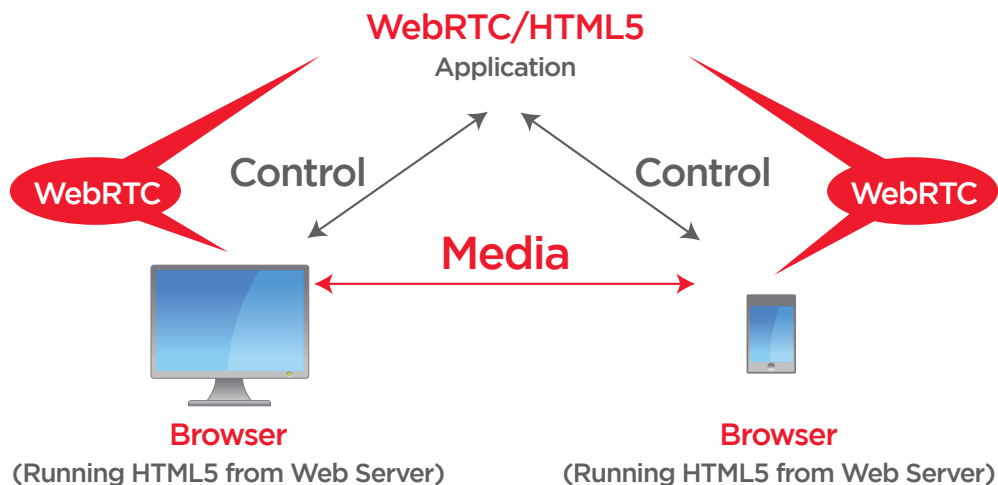 WebRTC/HTML5
Application
Control
Control
WebRTC
WebRTC
Media
Browser
(Running HTML5 from Web Server)
Browser
(Running HTML5 from Web Server)